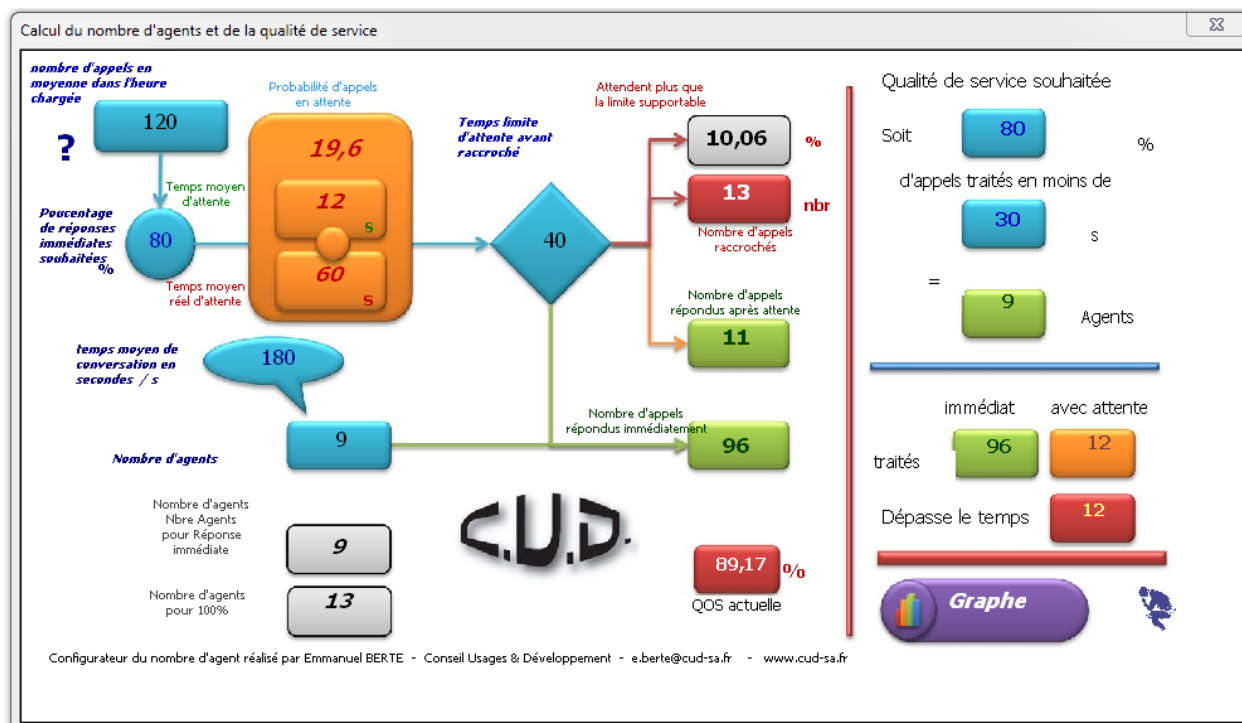 Calcul du nombre d'agents et de la qualité de service
nombre d'appels en
moyenne dans l'heure
chargée
120
?
Temps moyen
d'attente
Poucentage
de réponses
immédiates
souhaitées
%
80
Temps moyen
réel d'attente
Probabilité d'appels
en attente
19,6
12
s
60
s
Temps limite
d'attente avant
raccroché
40
Attendent plus que
la limite supportable
10,06
%
13
nbr
Nombre d'appels
raccrochés
Nombre d'appels
répondus après attente
11
temps moyen de
conversation en
secondes / s
180
Nombre d'agents
9
Nombre d'appels
répondus immédiatement
96
Nombre d'agents
Nbre Agents
pour Réponse
immédiate
9
Nombre d'agents
pour 100%
13
C.U.D.
89,17
%
QOS actuelle
Qualité de service souhaitée
Soit
80
%
d'appels traités en moins de
30
s
=
9
Agents
immédiat
avec attente
traités
96
12
Dépasse le temps
12
Graphe
Configurateur du nombre d'agent réalisé par Emmanuel BERTE - Conseil Usages & Développement - e.berte@cud-sa.fr - www.cud-sa.fr